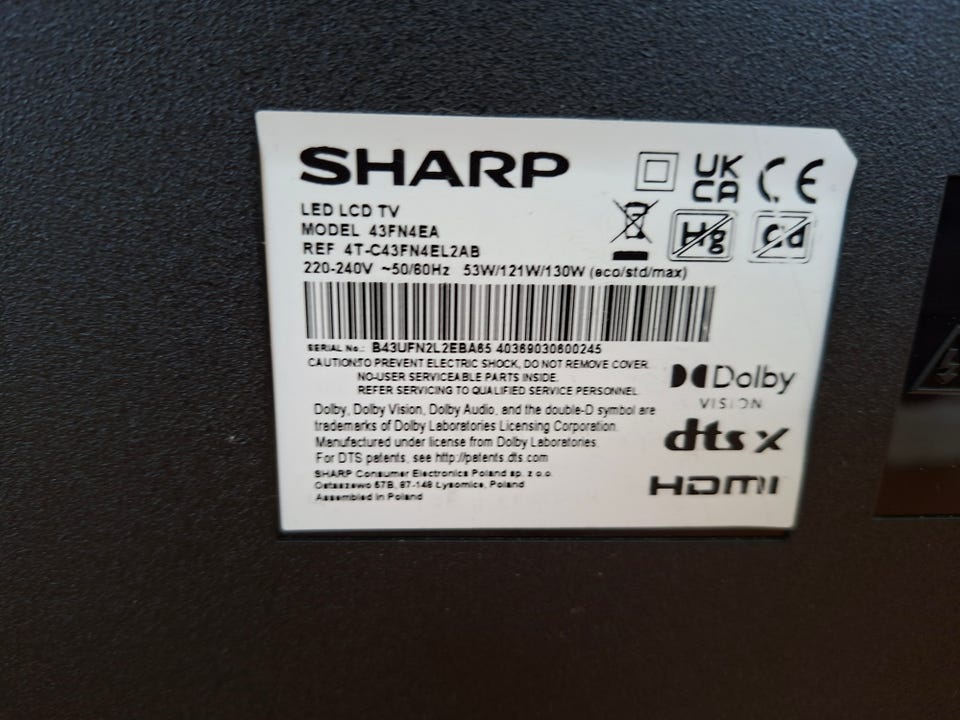 SHARP
UK
CA
CE
LED LCD TV
MODEL 43FN4EA
REF 4T-C43FN4EL2AB
Hg
Cd
220-240V ~50/60Hz 53W/121W/130W (eco/std/max)
SERIAL No.: B43UFN2L2EBA65 40369030600245
CAUTION:TO PREVENT ELECTRIC SHOCK, DO NOT REMOVE COVER.
NO-USER SERVICEABLE PARTS INSIDE.
REFER SERVICING TO QUALIFIED SERVICE PERSONNEL.
Dolby
VISION
Dolby, Dolby Vision, Dolby Audio, and the double-D symbol are
trademarks of Dolby Laboratories Licensing Corporation.
Manufactured under license from Dolby Laboratories.
For DTS patents, see http://patents.dts.com
dts X
SHARP Consumer Electronics Poland sp. z o.o.
Ostaszewo 57B, 87-148 Łysomice, Poland
Assembled in Poland
HDMI